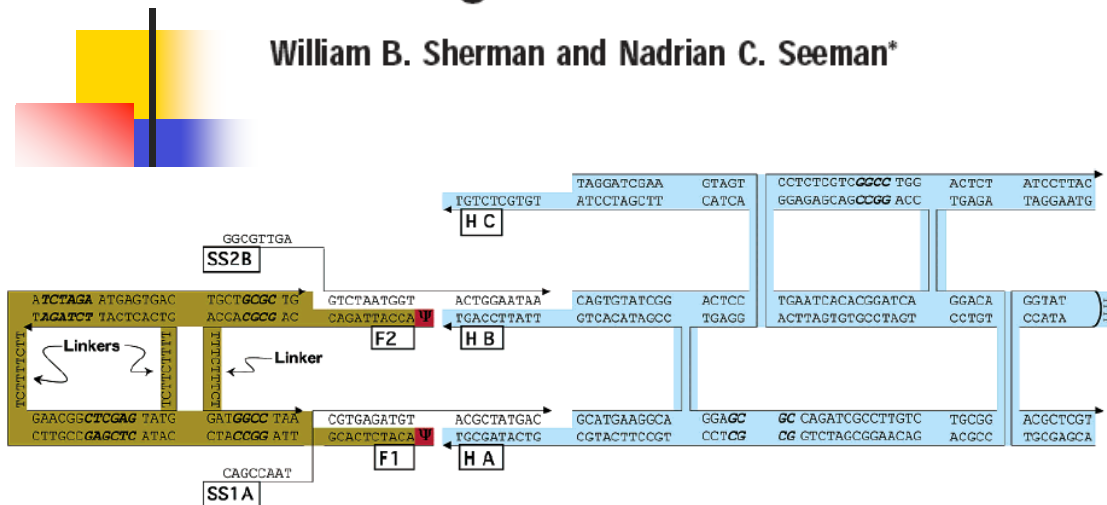 William B. Sherman and Nadrian C. Seeman*
TAGGATCGAA GTAGT CCTCTCGTCGGCC TGG ACTCT ATCCTTAC
TGTCTCGTGT ATCCTAGCTT CATCA GGAGAGCAGCCGG ACC TGAGA TAGGAATG
HC
GGCGTTGA
SS2B
ATCTAGA ATGAGTGAC TGCTGCGC TG GTCTAATGGT ACTGGAATAA CAGTGTATCGG ACTCC TGAATCACACGGATCA GGACA GGTAT
TAGATCT TACTCACTG ACCACGCG AC CAGATTACCA Ψ TGACCTTATT GTCACATAGCC TGAGG ACTTAGTGTGCCTAGT CCTGT CCATA
F2 HB
Linkers Linker
GAACGGCTCGAG TATG GATGGCC TAA CGTGAGATGT ACGCTATGAC GCATGAAGGCA GGAGC GC CAGATCGCCTTGTC TGCGG ACGCTCGT
CTTGCCGAGCTC ATAC CTACCGG ATT GCACTCTACA Ψ TGCGATACTG CGTACTTCCGT CCTCG CG GTCTAGCGGAACAG ACGCC TGCGAGCA
F1 HA
CAGCCAAT
SS1A